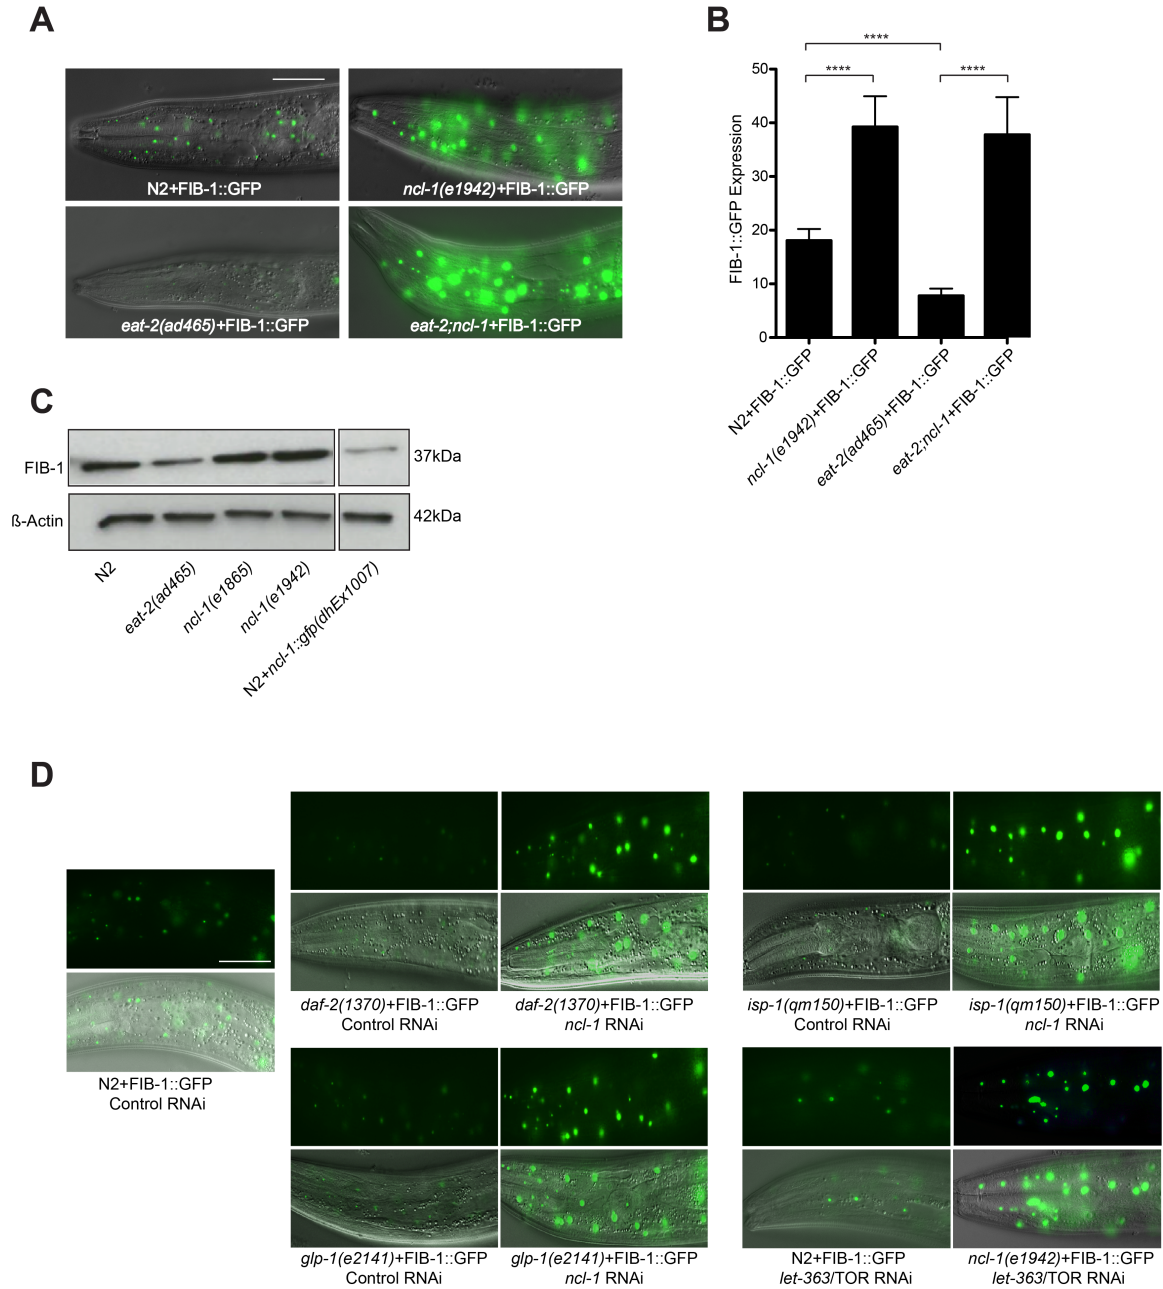 A
N2+FIB-1::GFP
ncl-1(e1942)+FIB-1::GFP
eat-2(ad465)+FIB-1::GFP
eat-2;ncl-1+FIB-1::GFP
B
****
**** ****
FIB-1::GFP Expression
50
40
30
20
10
0
N2+FIB-1::GFP
ncl-1(e1942)+FIB-1::GFP
eat-2(ad465)+FIB-1::GFP
eat-2;ncl-1+FIB-1::GFP
C
FIB-1
37kDa
ß-Actin
42kDa
N2
eat-2(ad465)
ncl-1(e1865)
ncl-1(e1942)
N2+ncl-1::gfp(dhEx1007)
D
N2+FIB-1::GFP
Control RNAi
daf-2(1370)+FIB-1::GFP
Control RNAi
daf-2(1370)+FIB-1::GFP
ncl-1 RNAi
isp-1(qm150)+FIB-1::GFP
Control RNAi
isp-1(qm150)+FIB-1::GFP
ncl-1 RNAi
glp-1(e2141)+FIB-1::GFP
Control RNAi
glp-1(e2141)+FIB-1::GFP
ncl-1 RNAi
N2+FIB-1::GFP
let-363/TOR RNAi
ncl-1(e1942)+FIB-1::GFP
let-363/TOR RNAi